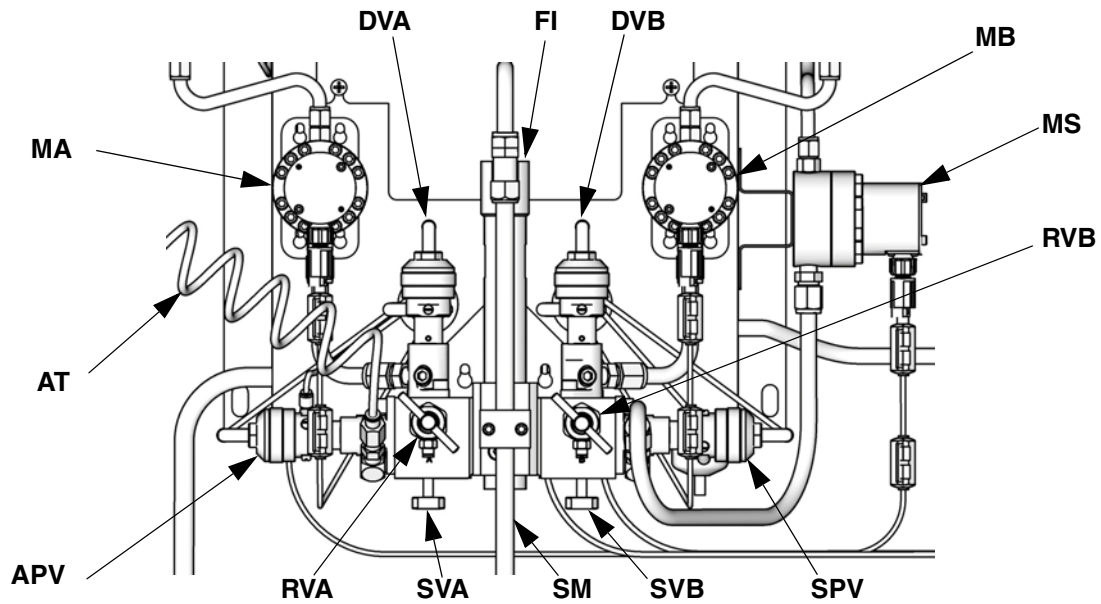 DVA FI DVB MB
MS
MA
RVB
AT
APV RVA SVA SM SVB SPV